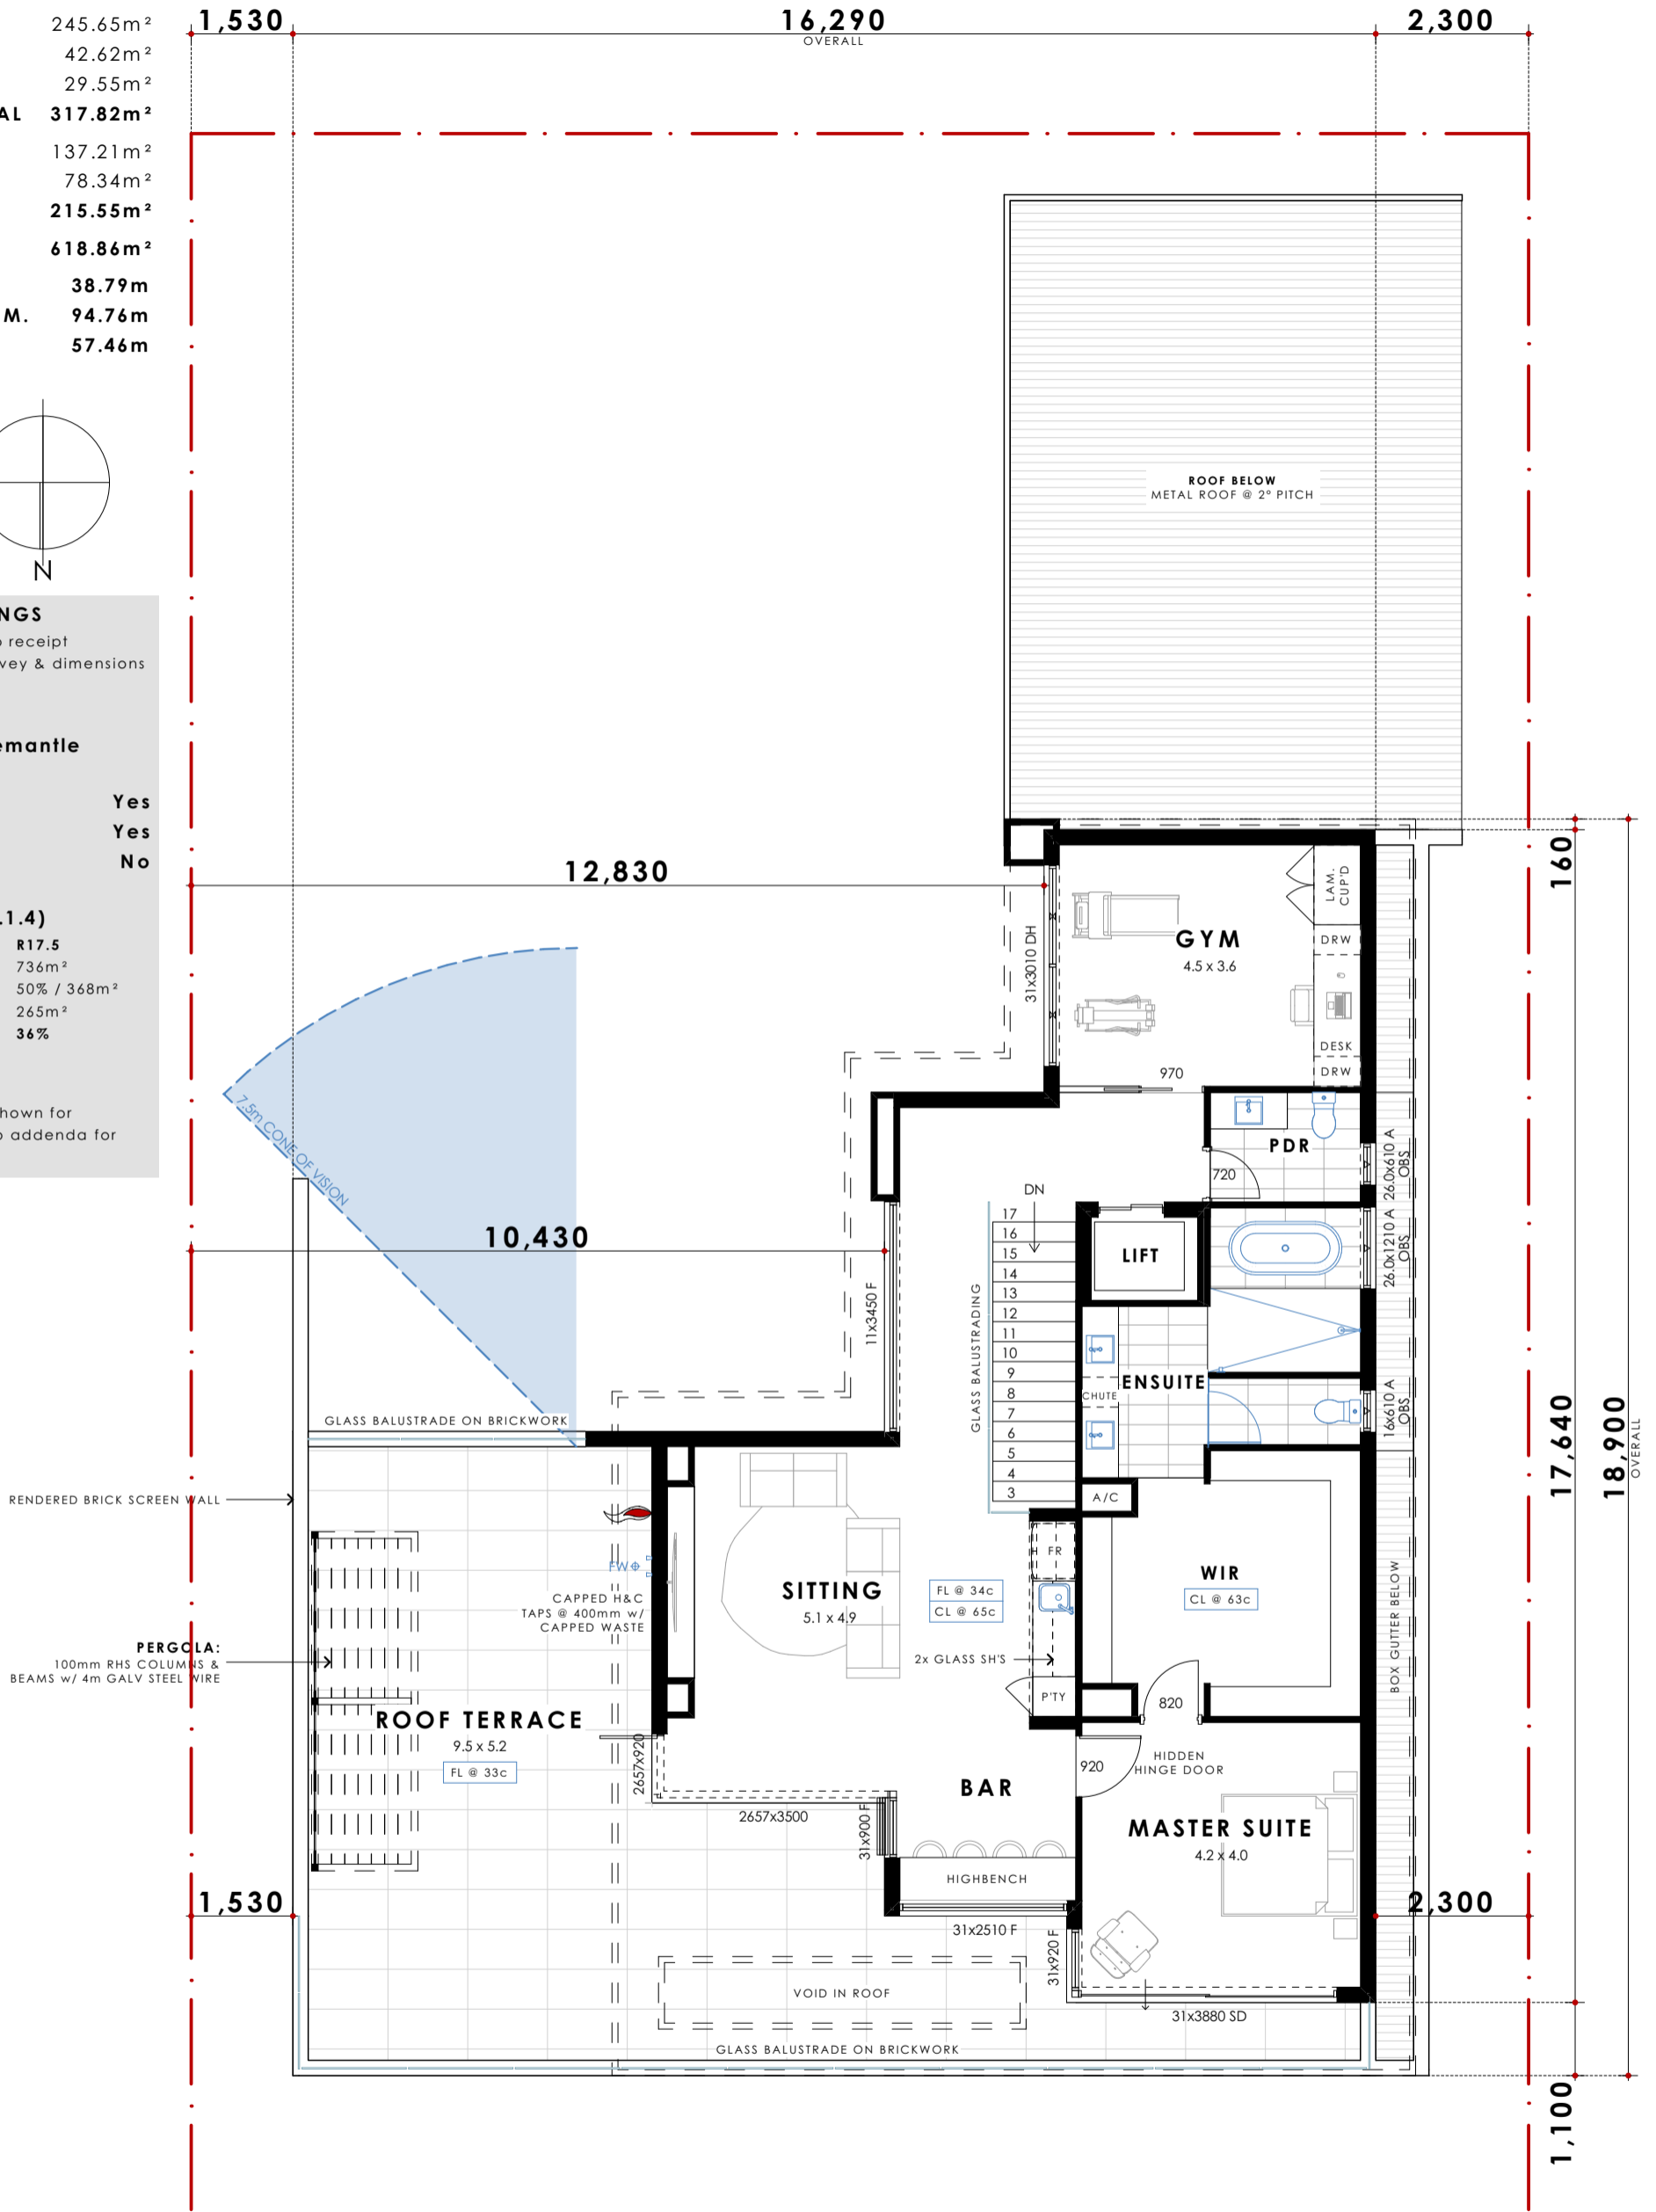 245.65m²
42.62m²
29.55m²
AL 317.82m²
137.21m²
78.34m²
215.55m²
618.86m²
38.79m
M. 94.76m
57.46m
N
NGS
receipt
vey & dimensions
emantle
Yes
Yes
No
.1.4)
R17.5
736m²
50% / 368m²
265m²
36%
hown for
o addenda for
1,530
16,290
OVERALL
2,300
ROOF BELOW
METAL ROOF @ 2° PITCH
160
12,830
31x3010 DH
GYM
4.5 x 3.6
LAM.
CUP'D
DRW
DESK
DRW
970
7.5m CONE OF VISION
PDR
720
26.0x610 A
OBS
DN
17
16
15
14
13
12
11
10
9
8
7
6
5
4
3
LIFT
26.0x1210 A
OBS
10,430
11x3450 F
GLASS BALUSTRADING
ENSUITE
CHUTE
16x610 A
OBS
17,640
18,900
OVERALL
GLASS BALUSTRADE ON BRICKWORK
RENDERED BRICK SCREEN WALL
A/C
FR
FW
SITTING
5.1 x 4.9
FL @ 34c
CL @ 65c
WIR
CL @ 63c
CAPPED H&C
TAPS @ 400mm w/
CAPPED WASTE
2x GLASS SH'S
P'TY
BOX GUTTER BELOW
PERGOLA:
100mm RHS COLUMNS &
BEAMS w/ 4m GALV STEEL WIRE
820
ROOF TERRACE
9.5 x 5.2
FL @ 33c
2657x920
HIDDEN
HINGE DOOR
920
BAR
2657x3500
31x900 F
MASTER SUITE
4.2 x 4.0
HIGHBENCH
1,530
2,300
31x2510 F
31x920 F
VOID IN ROOF
31x3880 SD
GLASS BALUSTRADE ON BRICKWORK
1,100